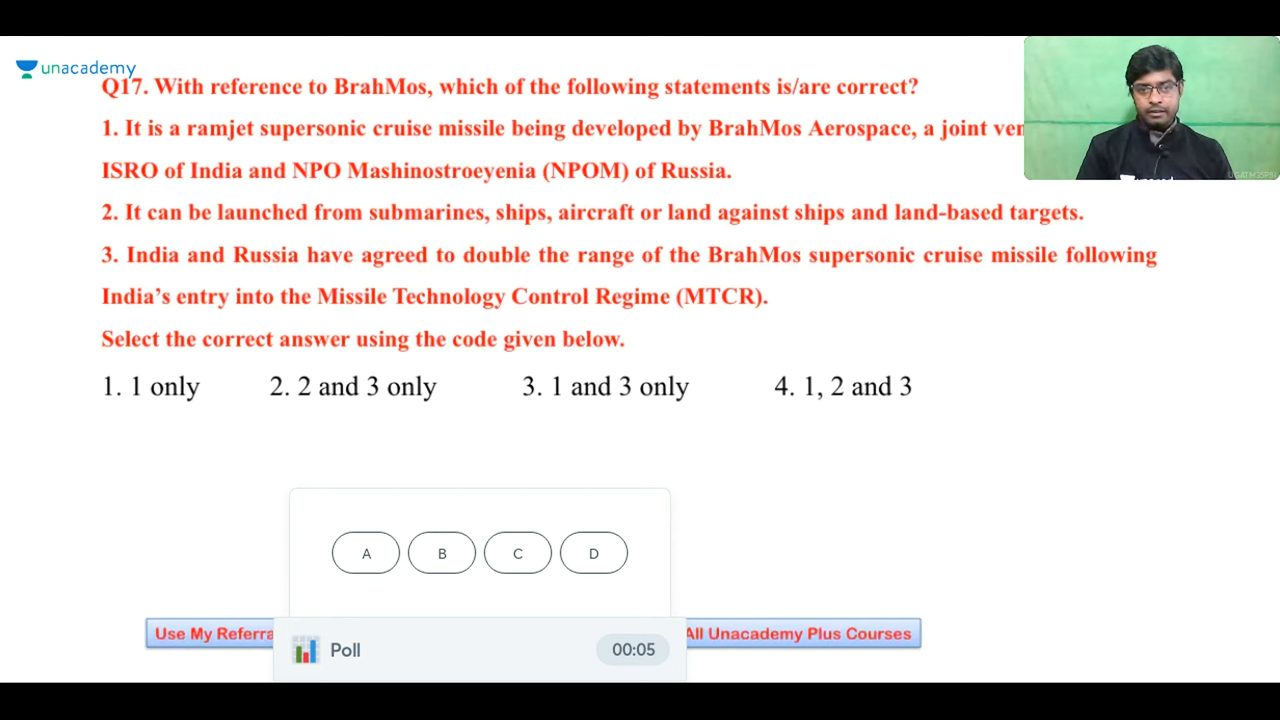 unacademy
Q17. With reference to BrahMos, which of the following statements is/are correct?
1. It is a ramjet supersonic cruise missile being developed by BrahMos Aerospace, a joint ven
ISRO of India and NPO Mashinostroeyenia (NPOM) of Russia.
2. It can be launched from submarines, ships, aircraft or land against ships and land-based targets.
3. India and Russia have agreed to double the range of the BrahMos supersonic cruise missile following
India's entry into the Missile Technology Control Regime (MTCR).
Select the correct answer using the code given below.
1. 1 only 2. 2 and 3 only 3. 1 and 3 only 4. 1, 2 and 3
A B C D
Use My Referra All Unacademy Plus Courses
Poll 00:05